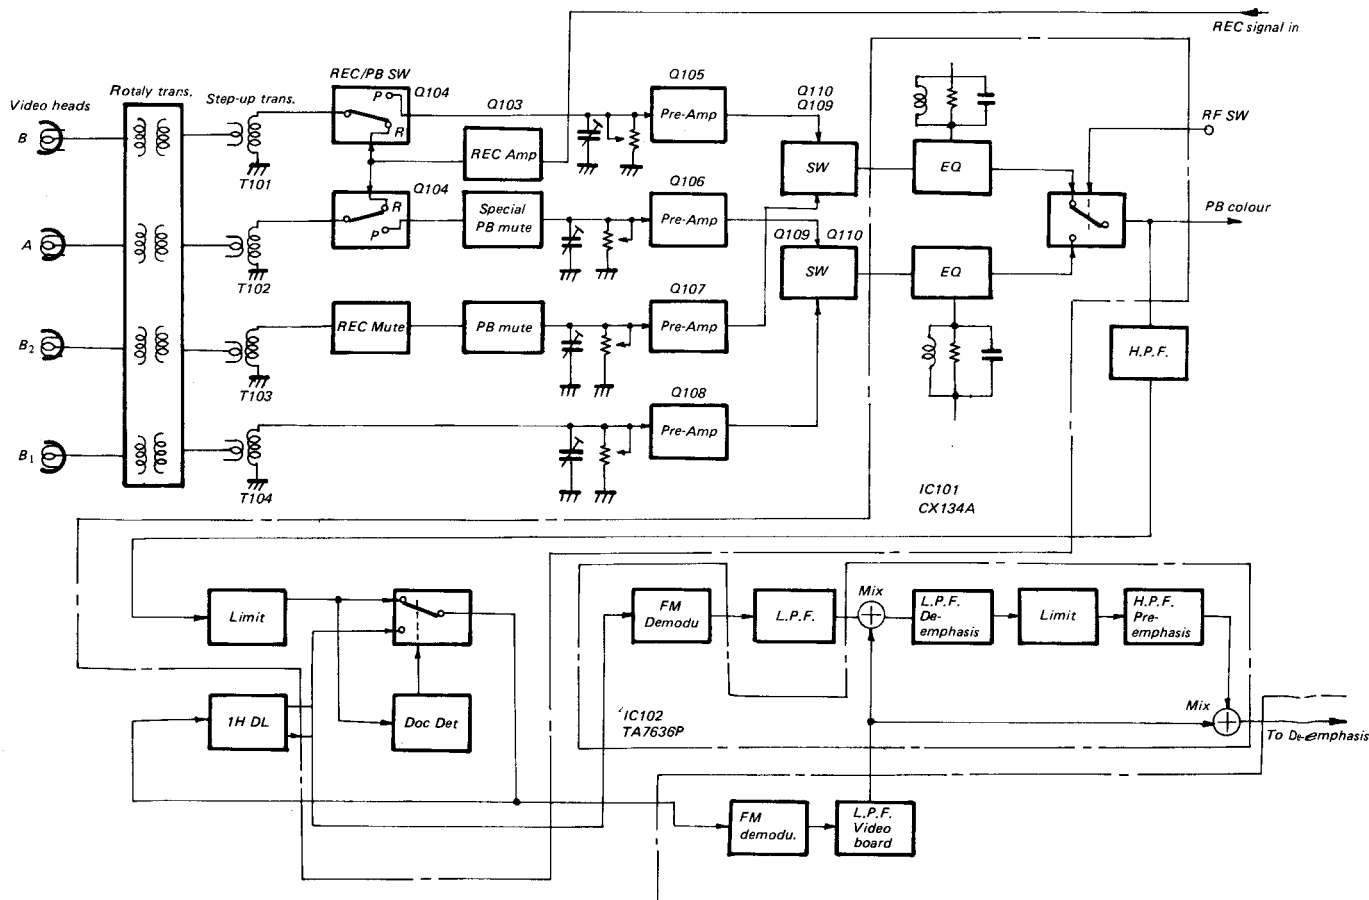 REC signal in
REC/PB SW
Rotaly trans.
Step-up trans.
Video heads
P
Q104
Q103
Q105
Q110
Q109
RF SW
B
R
REC Amp
Pre-Amp
SW
EQ
T101
Q104
Q106
R
P
Special
PB mute
Pre-Amp
PB colour
A
Q109
Q110
SW
EQ
T102
Q107
B2
REC Mute
PB mute
Pre-Amp
H.P.F.
T103
Q108
Pre-Amp
B1
T104
IC101
CX134A
Limit
FM
Demodu
L.P.F.
Mix
L.P.F.
De-
emphasis
Limit
H.P.F.
Pre-
emphasis
1H DL
Doc Det
IC102
TA7636P
Mix
To De-emphasis
FM
demodu.
L.P.F.
Video
board